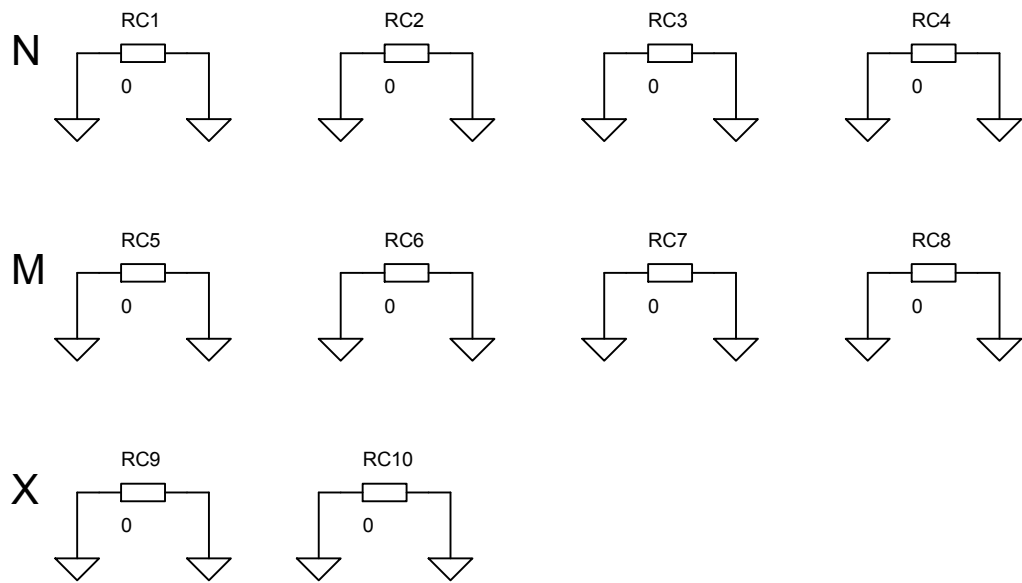 RC1 RC2 RC3 RC4
N
0 0 0 0
RC5 RC6 RC7 RC8
M
0 0 0 0
RC9 RC10
X
0 0